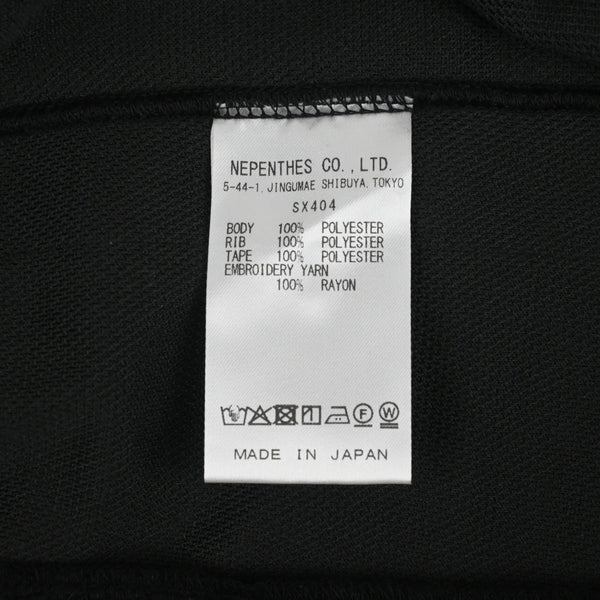 NEPENTHES CO., LTD.
5-44-1, JINGUMAE SHIBUYA, TOKYO
SX404
BODY 100% POLYESTER
RIB 100% POLYESTER
TAPE 100% POLYESTER
EMBROIDERY YARN
100% RAYON
F W
MADE IN JAPAN